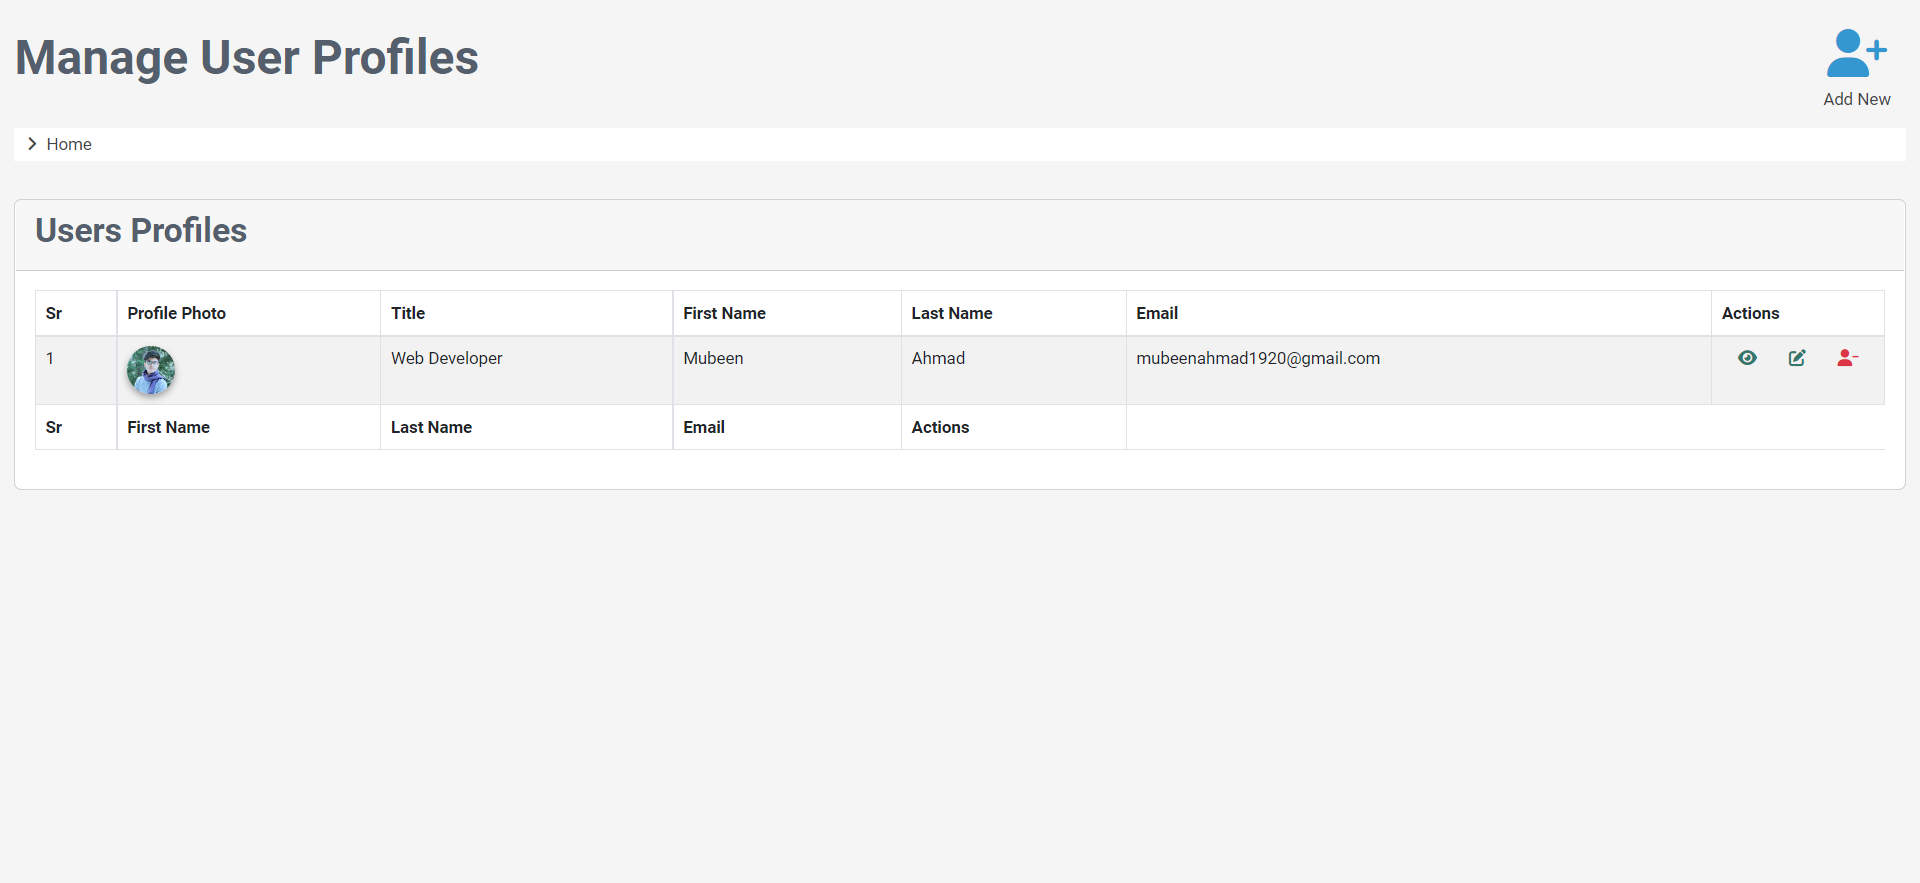 Manage User Profiles
Add New
Home
Users Profiles
Sr Profile Photo Title First Name Last Name Email Actions
1 Web Developer Mubeen Ahmad mubeenahmad1920@gmail.com
Sr First Name Last Name Email Actions